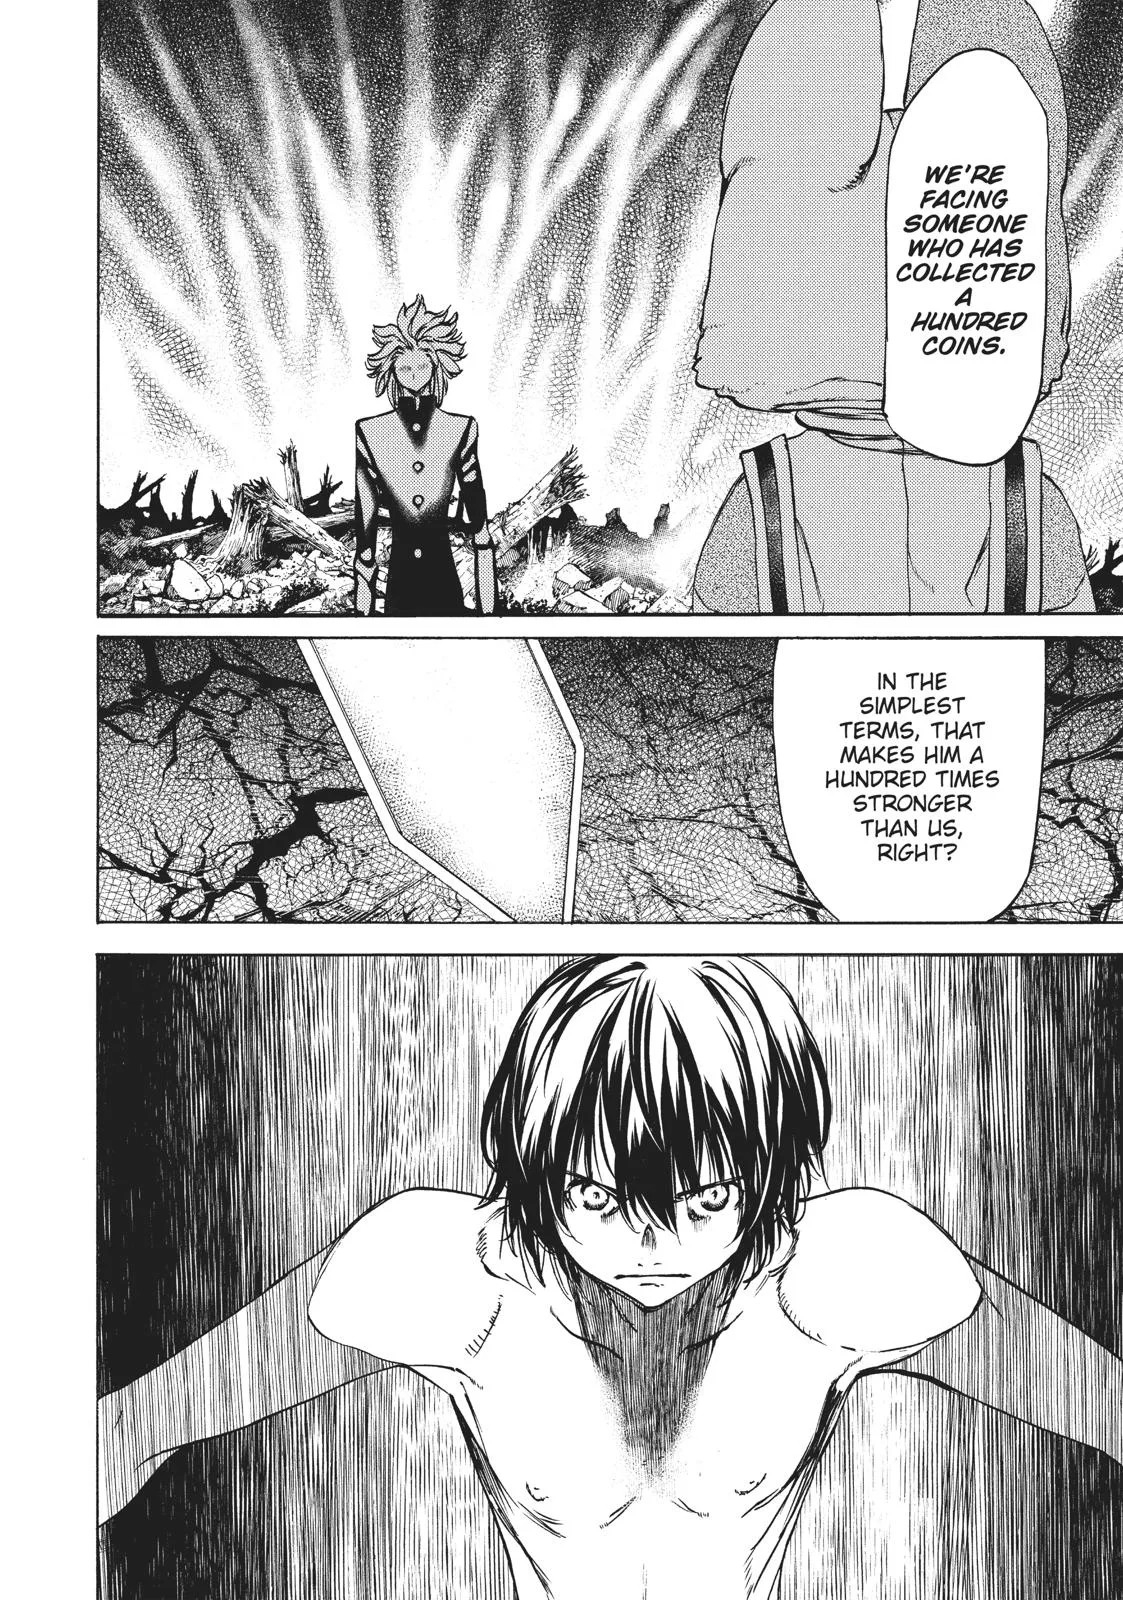 WE'RE
FACING
SOMEONE
WHO HAS
COLLECTED
A
HUNDRED
COINS.
IN THE
SIMPLEST
TERMS, THAT
MAKES HIM A
HUNDRED TIMES
STRONGER
THAN US,
RIGHT?